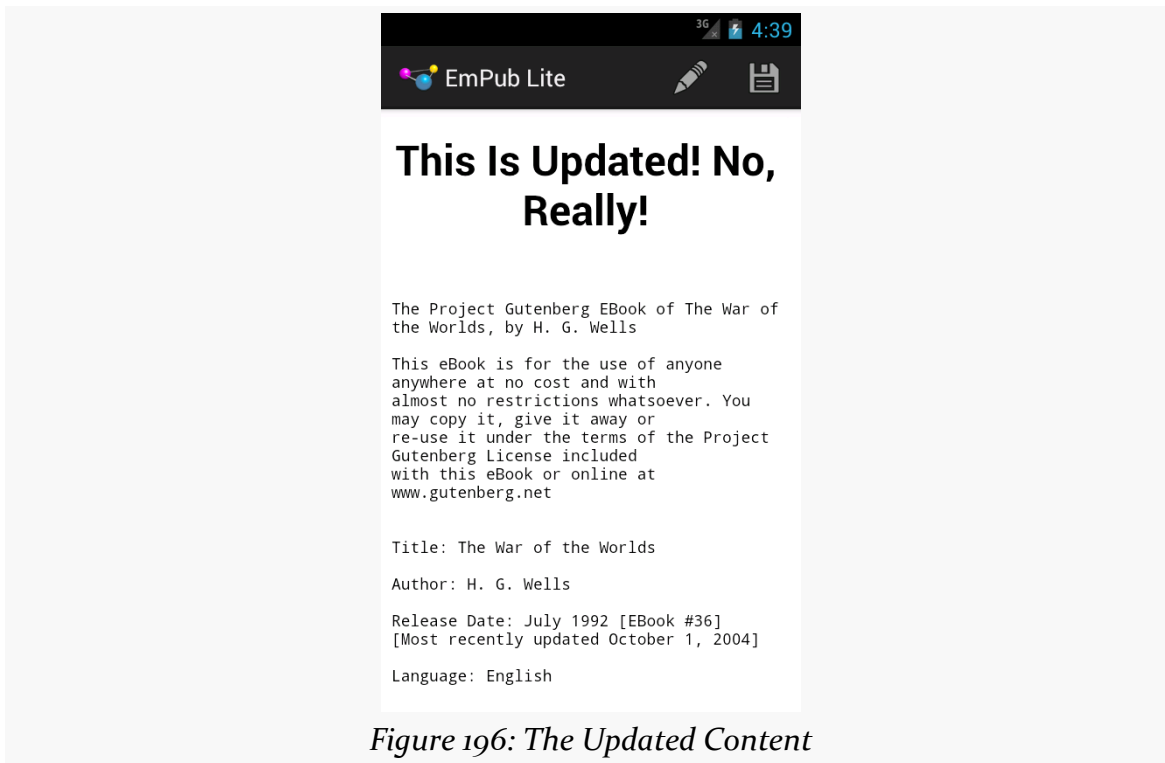 3G
4:39
EmPub Lite
This Is Updated! No,
Really!
The Project Gutenberg EBook of The War of
the Worlds, by H. G. Wells
This eBook is for the use of anyone
anywhere at no cost and with
almost no restrictions whatsoever. You
may copy it, give it away or
re-use it under the terms of the Project
Gutenberg License included
with this eBook or online at
www.gutenberg.net
Title: The War of the Worlds
Author: H. G. Wells
Release Date: July 1992 [EBook #36]
[Most recently updated October 1, 2004]
Language: English
Figure 196: The Updated Content